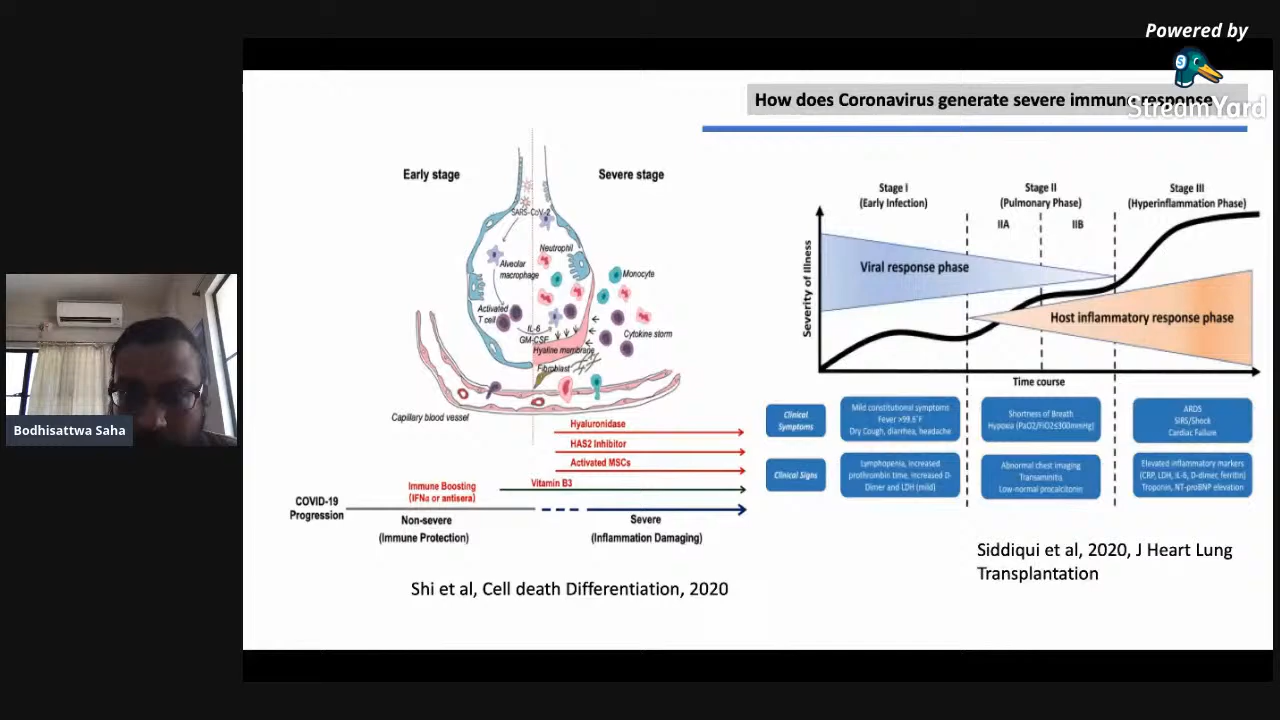 Powered by
StreamYard
How does Coronavirus generate severe immune response
Early stage
Severe stage
SARS-CoV-2
Neutrophil
Alveolar
macrophage
Monocyte
Activated
T cell
IL-6
GM-CSF
Cytokine storm
Hyaline membrane
Fibroblast
Capillary blood vessel
Hyaluronidase
HAS2 Inhibitor
Activated MSCs
Vitamin B3
Immune Boosting
(IFNα or antisera)
COVID-19
Progression
Non-severe
(Immune Protection)
Severe
(Inflammation Damaging)
Shi et al, Cell death Differentiation, 2020
Stage I
(Early Infection)
Stage II
(Pulmonary Phase)
Stage III
(Hyperinflammation Phase)
IIA
IIB
Severity of Illness
Viral response phase
Host inflammatory response phase
Time course
Clinical
Symptoms
Mild constitutional symptoms
Fever >99.6°F
Dry Cough, diarrhea, headache
Shortness of Breath
Hypoxia (PaO2/FiO2≤300mmHg)
ARDS
SIRS/Shock
Cardiac Failure
Clinical Signs
Lymphopenia, increased
prothrombin time, increased D-
Dimer and LDH (mild)
Abnormal chest imaging
Transaminitis
Low-normal procalcitonin
Elevated inflammatory markers
(CRP, LDH, IL-6, D-dimer, ferritin)
Troponin, NT-proBNP elevation
Siddiqui et al, 2020, J Heart Lung
Transplantation
Bodhisattwa Saha